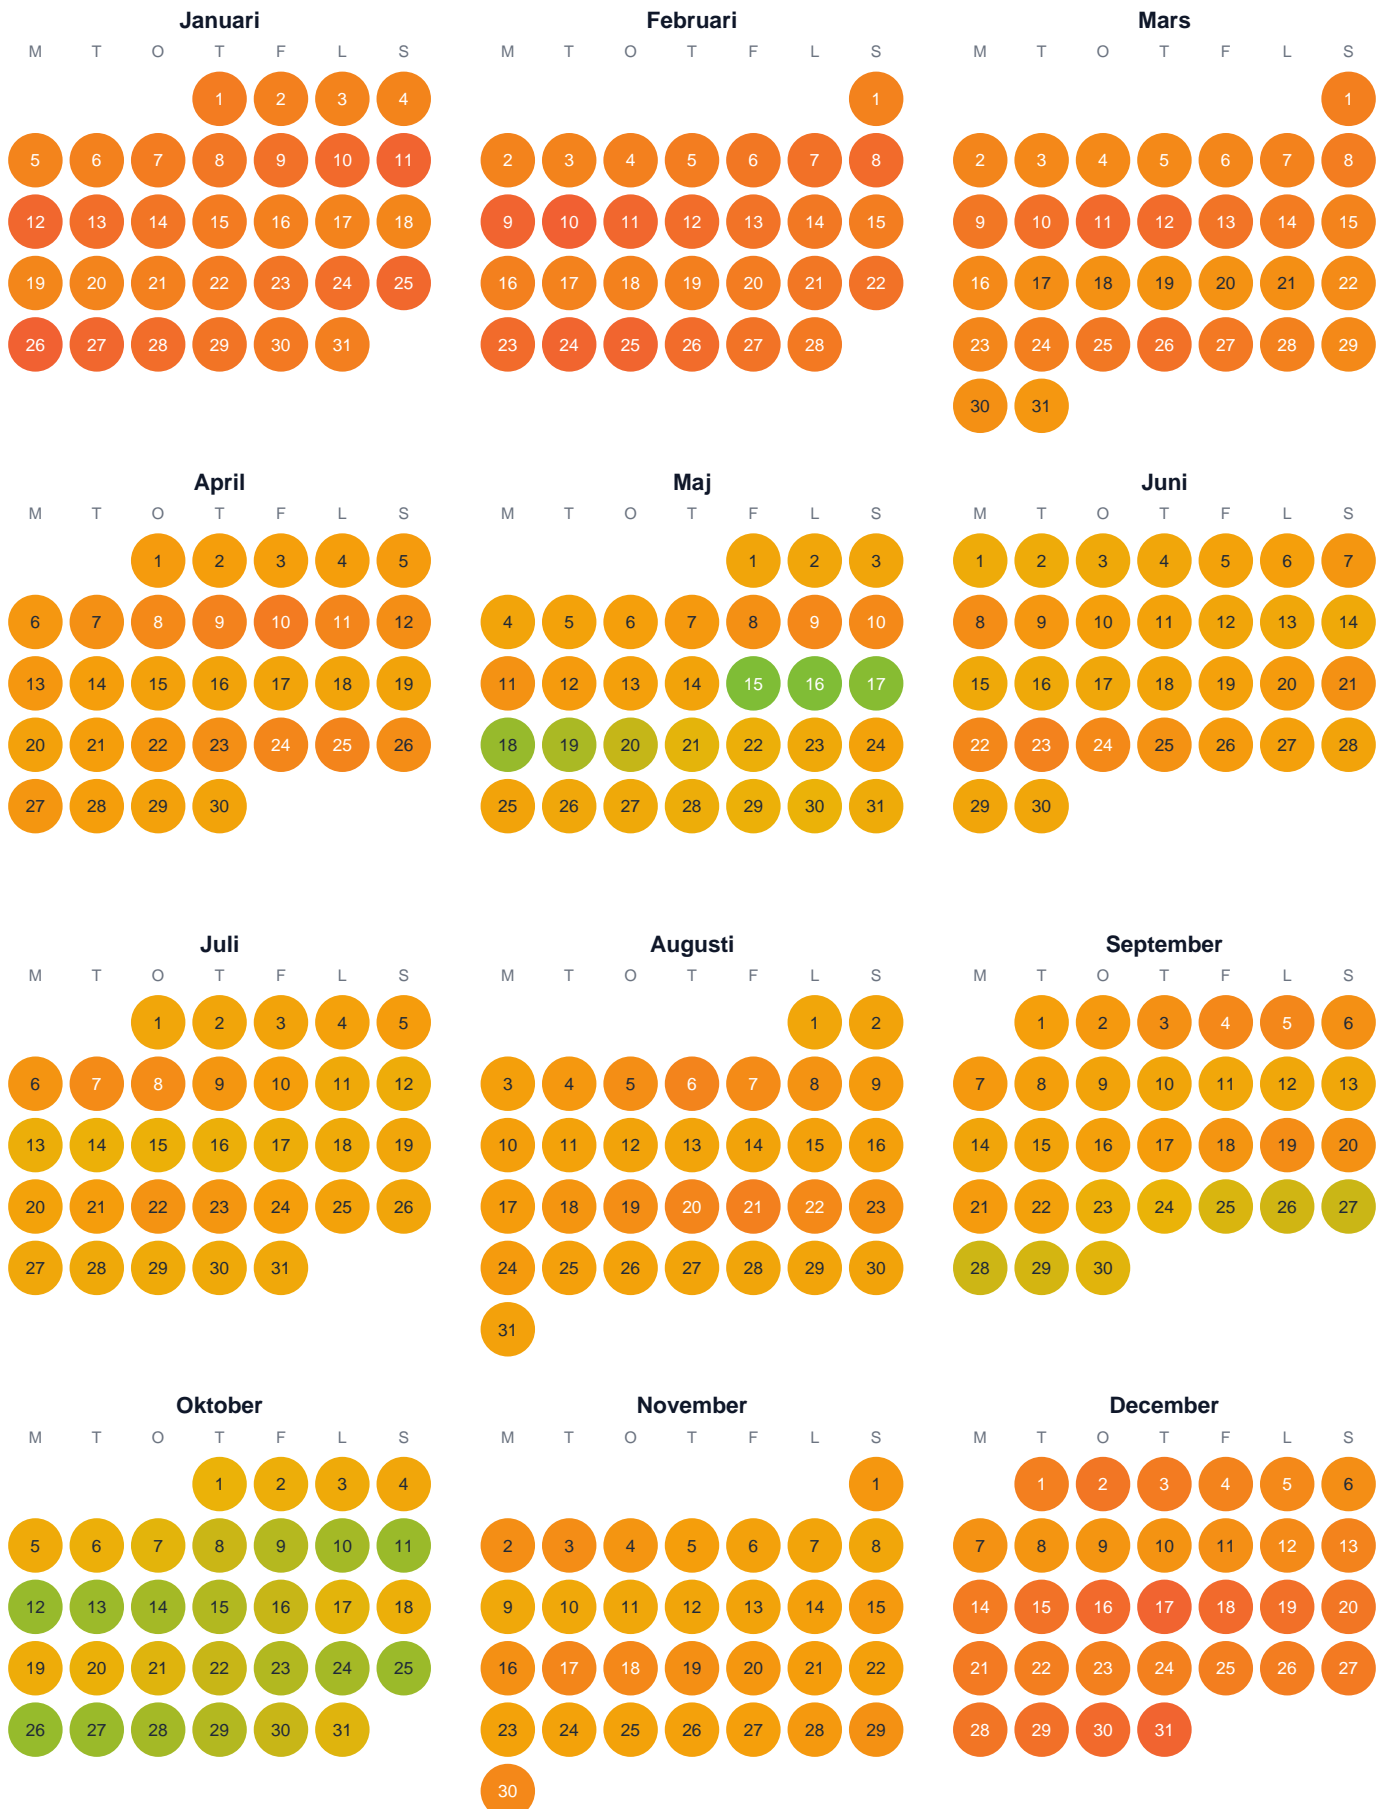 Januari
M T O T F L S
1 2 3 4
5 6 7 8 9 10 11
12 13 14 15 16 17 18
19 20 21 22 23 24 25
26 27 28 29 30 31
Februari
M T O T F L S
1
2 3 4 5 6 7 8
9 10 11 12 13 14 15
16 17 18 19 20 21 22
23 24 25 26 27 28
Mars
M T O T F L S
1
2 3 4 5 6 7 8
9 10 11 12 13 14 15
16 17 18 19 20 21 22
23 24 25 26 27 28 29
30 31
April
M T O T F L S
1 2 3 4 5
6 7 8 9 10 11 12
13 14 15 16 17 18 19
20 21 22 23 24 25 26
27 28 29 30
Maj
M T O T F L S
1 2 3
4 5 6 7 8 9 10
11 12 13 14 15 16 17
18 19 20 21 22 23 24
25 26 27 28 29 30 31
Juni
M T O T F L S
1 2 3 4 5 6 7
8 9 10 11 12 13 14
15 16 17 18 19 20 21
22 23 24 25 26 27 28
29 30
Juli
M T O T F L S
1 2 3 4 5
6 7 8 9 10 11 12
13 14 15 16 17 18 19
20 21 22 23 24 25 26
27 28 29 30 31
Augusti
M T O T F L S
1 2
3 4 5 6 7 8 9
10 11 12 13 14 15 16
17 18 19 20 21 22 23
24 25 26 27 28 29 30
31
September
M T O T F L S
1 2 3 4 5 6
7 8 9 10 11 12 13
14 15 16 17 18 19 20
21 22 23 24 25 26 27
28 29 30
Oktober
M T O T F L S
1 2 3 4
5 6 7 8 9 10 11
12 13 14 15 16 17 18
19 20 21 22 23 24 25
26 27 28 29 30 31
November
M T O T F L S
1
2 3 4 5 6 7 8
9 10 11 12 13 14 15
16 17 18 19 20 21 22
23 24 25 26 27 28 29
30
December
M T O T F L S
1 2 3 4 5 6
7 8 9 10 11 12 13
14 15 16 17 18 19 20
21 22 23 24 25 26 27
28 29 30 31